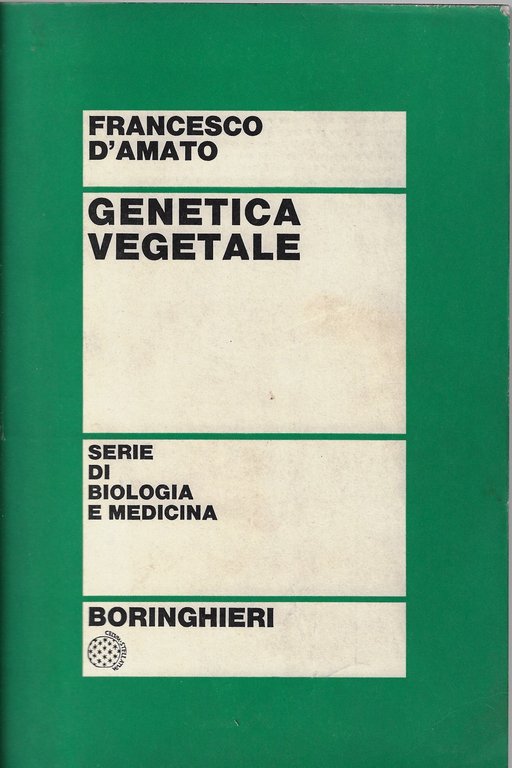 FRANCESCO
D'AMATO
GENETICA
VEGETALE
SERIE
DI
BIOLOGIA
E MEDICINA
BORINGHIERI